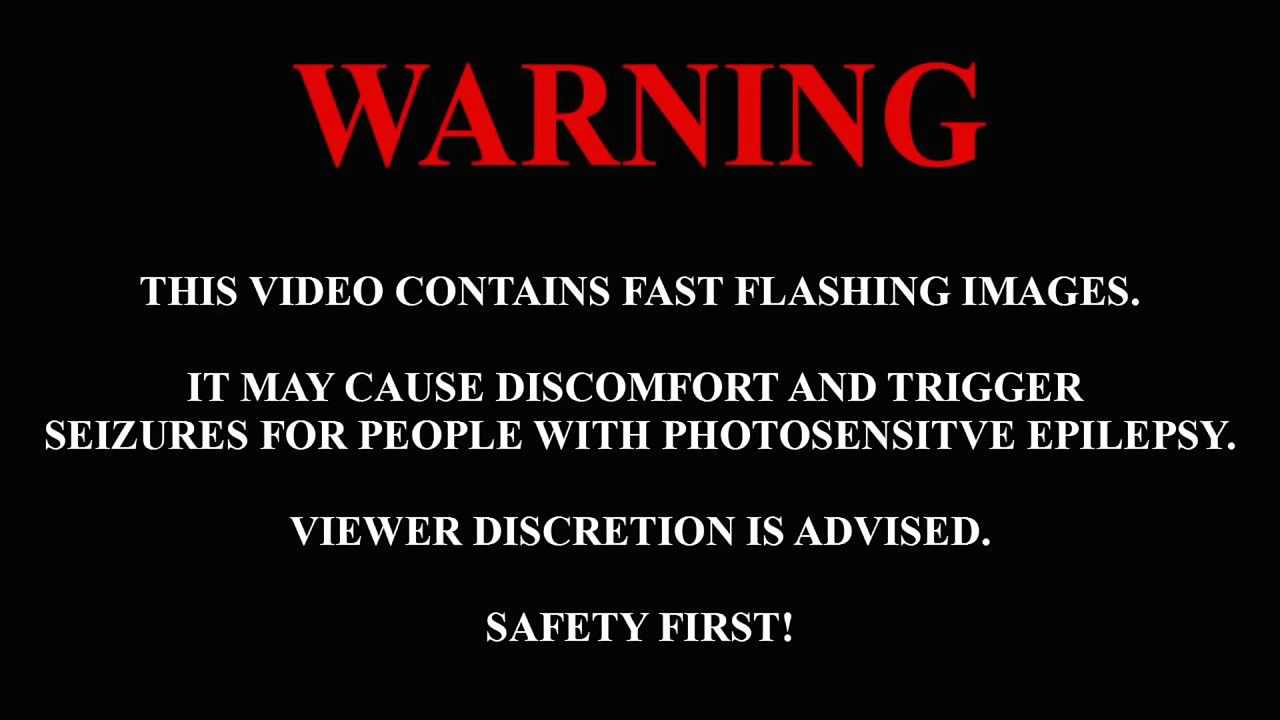 WARNING
THIS VIDEO CONTAINS FAST FLASHING IMAGES.
IT MAY CAUSE DISCOMFORT AND TRIGGER
SEIZURES FOR PEOPLE WITH PHOTOSENSITVE EPILEPSY.
VIEWER DISCRETION IS ADVISED.
SAFETY FIRST!